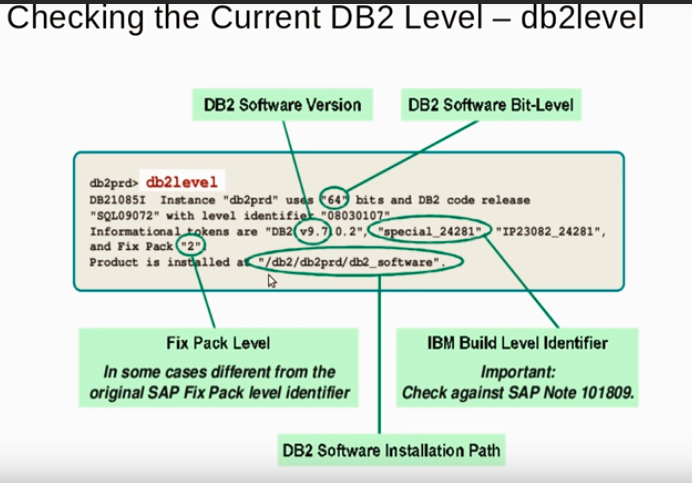 Checking the Current DB2 Level – db2level
DB2 Software Version
DB2 Software Bit-Level
db2prd> db2level
DB21085I Instance "db2prd" uses "64" bits and DB2 code release
"SQL09072" with level identifier "08030107".
Informational tokens are "DB2 v9.7.0.2", "special_24281", "IP23082_24281",
and Fix Pack "2".
Product is installed at "/db2/db2prd/db2_software".
Fix Pack Level
In some cases different from the
original SAP Fix Pack level identifier
IBM Build Level Identifier
Important:
Check against SAP Note 101809.
DB2 Software Installation Path